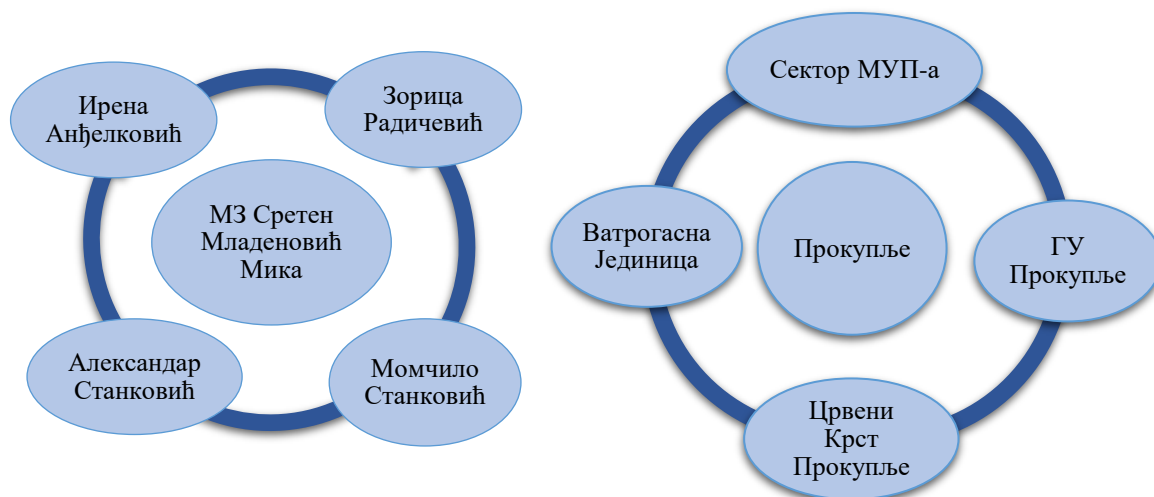 Ирена
Анђелковић
Зорица
Радичевић
МЗ Сретен
Младеновић
Мика
Александар
Станковић
Момчило
Станковић
Сектор МУП-а
Ватрогасна
Јединица
Прокупље
ГУ
Прокупље
Црвени
Крст
Прокупље